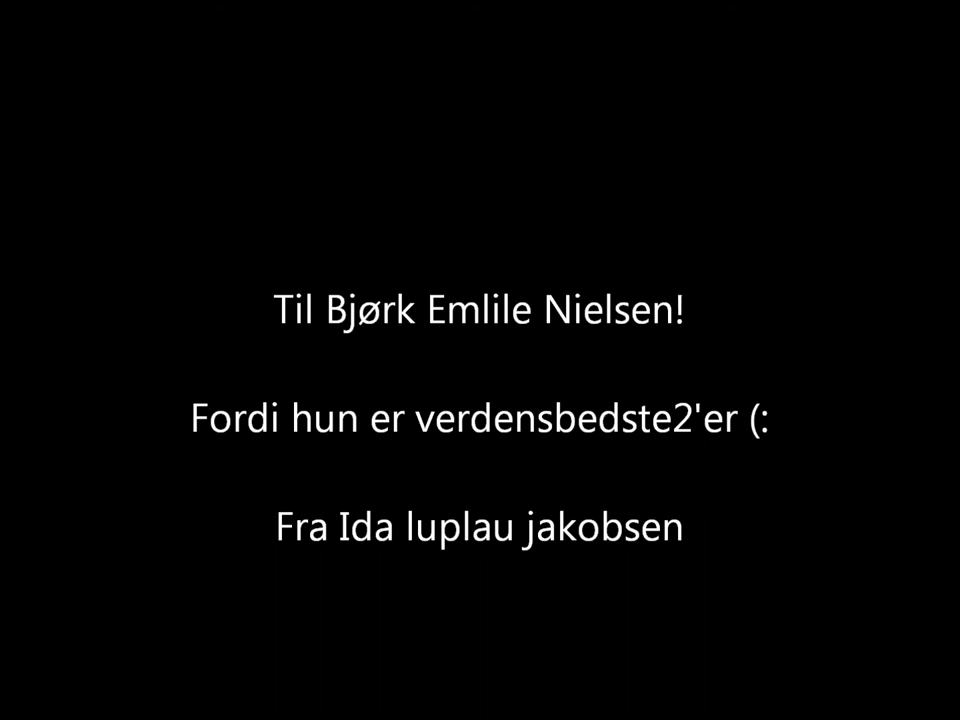 Til Bjørk Emlile Nielsen!
Fordi hun er verdensbedste2'er (:
Fra Ida luplau jakobsen